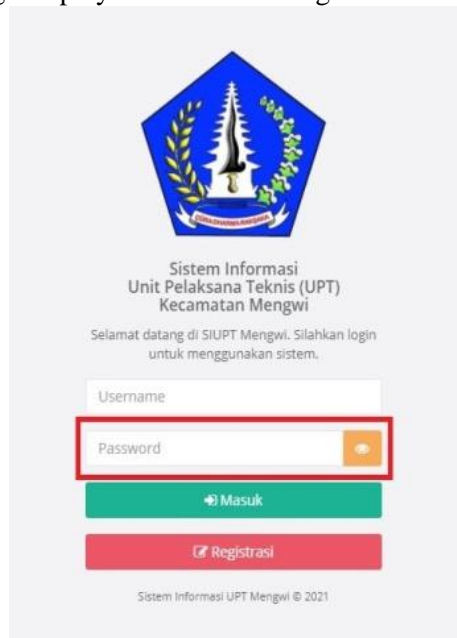 Sistem Informasi
Unit Pelaksana Teknis (UPT)
Kecamatan Mengwi
Selamat datang di SIUPT Mengwi. Silahkan login
untuk menggunakan sistem.
Username
Password
Masuk
Registrasi
Sistem Informasi UPT Mengwi © 2021